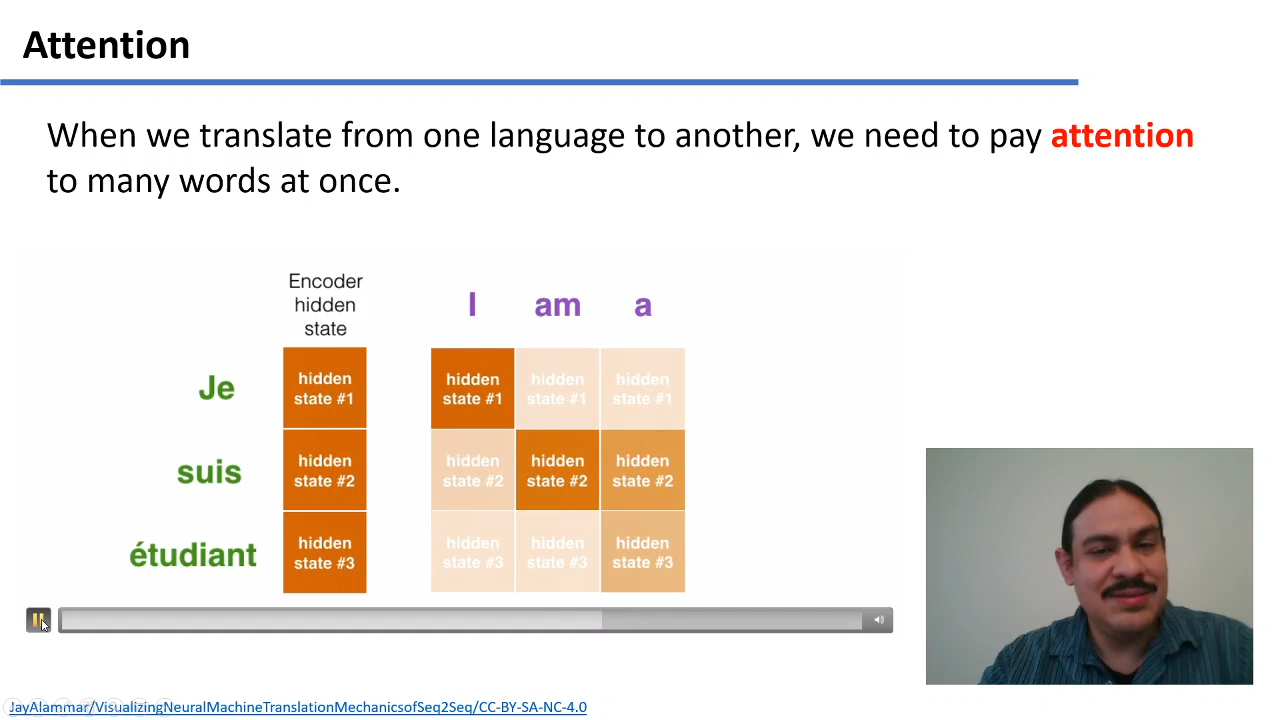 Attention
When we translate from one language to another, we need to pay attention
to many words at once.
Encoder
hidden
state
I am a
Je
hidden
state #1
hidden
state #1
hidden
state #1
hidden
state #1
suis
hidden
state #2
hidden
state #2
hidden
state #2
hidden
state #2
étudiant
hidden
state #3
hidden
state #3
hidden
state #3
hidden
state #3
JayAlammar/VisualizingNeuralMachineTranslationMechanicsofSeq2Seq/CC-BY-SA-NC-4.0